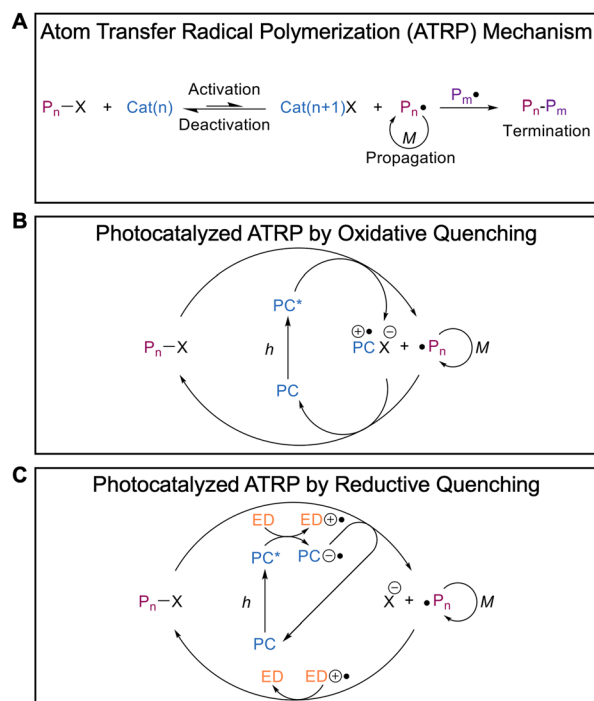 A
Atom Transfer Radical Polymerization (ATRP) Mechanism
Pn–X + Cat(n) Activation Deactivation Cat(n+1)X + Pn• Pm• Pn-Pm
M
Propagation
Termination
B
Photocatalyzed ATRP by Oxidative Quenching
PC*
Pn–X h PC⊕• X⊖ + •Pn M
PC
C
Photocatalyzed ATRP by Reductive Quenching
ED ED⊕•
PC* PC⊖•
Pn–X h X⊖ + •Pn M
PC
ED ED⊕•